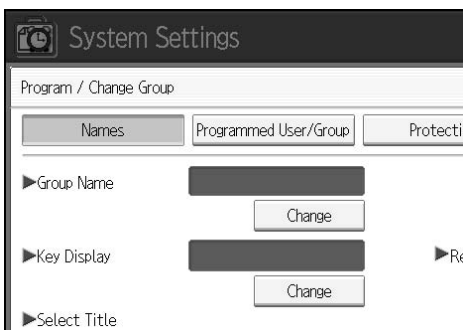 System Settings
Program / Change Group
Names Programmed User/Group Protecti
Group Name
Change
Key Display Re
Change
Select Title